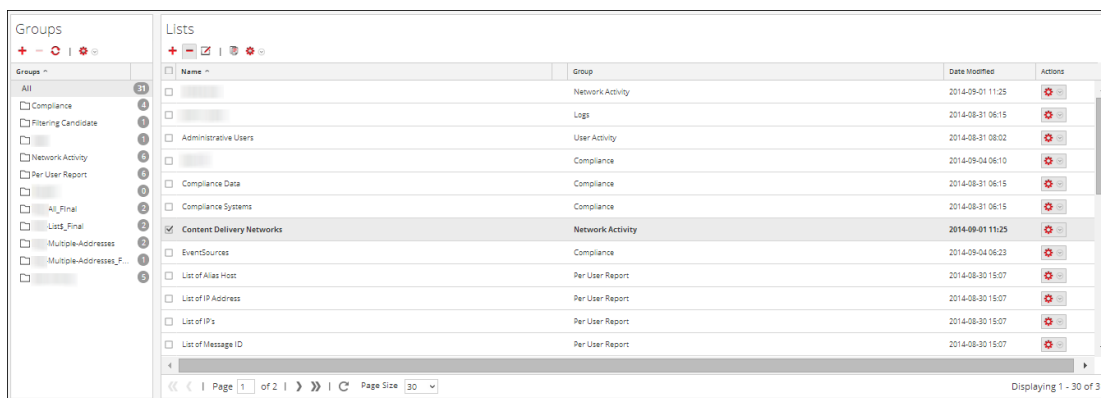 Groups
Groups
All 31
Compliance 4
Filtering Candidate 1
1
Network Activity 6
Per User Report 6
0
All_Final 2
List$_Final 2
Multiple-Addresses 2
Multiple-Addresses_F... 1
5
Lists
Name Group Date Modified Actions
Network Activity 2014-09-01 11:25
Logs 2014-08-31 06:15
Administrative Users User Activity 2014-08-31 08:02
Compliance 2014-09-04 06:10
Compliance Data Compliance 2014-08-31 06:15
Compliance Systems Compliance 2014-08-31 06:15
Content Delivery Networks Network Activity 2014-09-01 11:25
EventSources Compliance 2014-09-04 06:23
List of Alias Host Per User Report 2014-08-30 15:07
List of IP Address Per User Report 2014-08-30 15:07
List of IP's Per User Report 2014-08-30 15:07
List of Message ID Per User Report 2014-08-30 15:07
Page 1 of 2 Page Size 30 Displaying 1 - 30 of 3